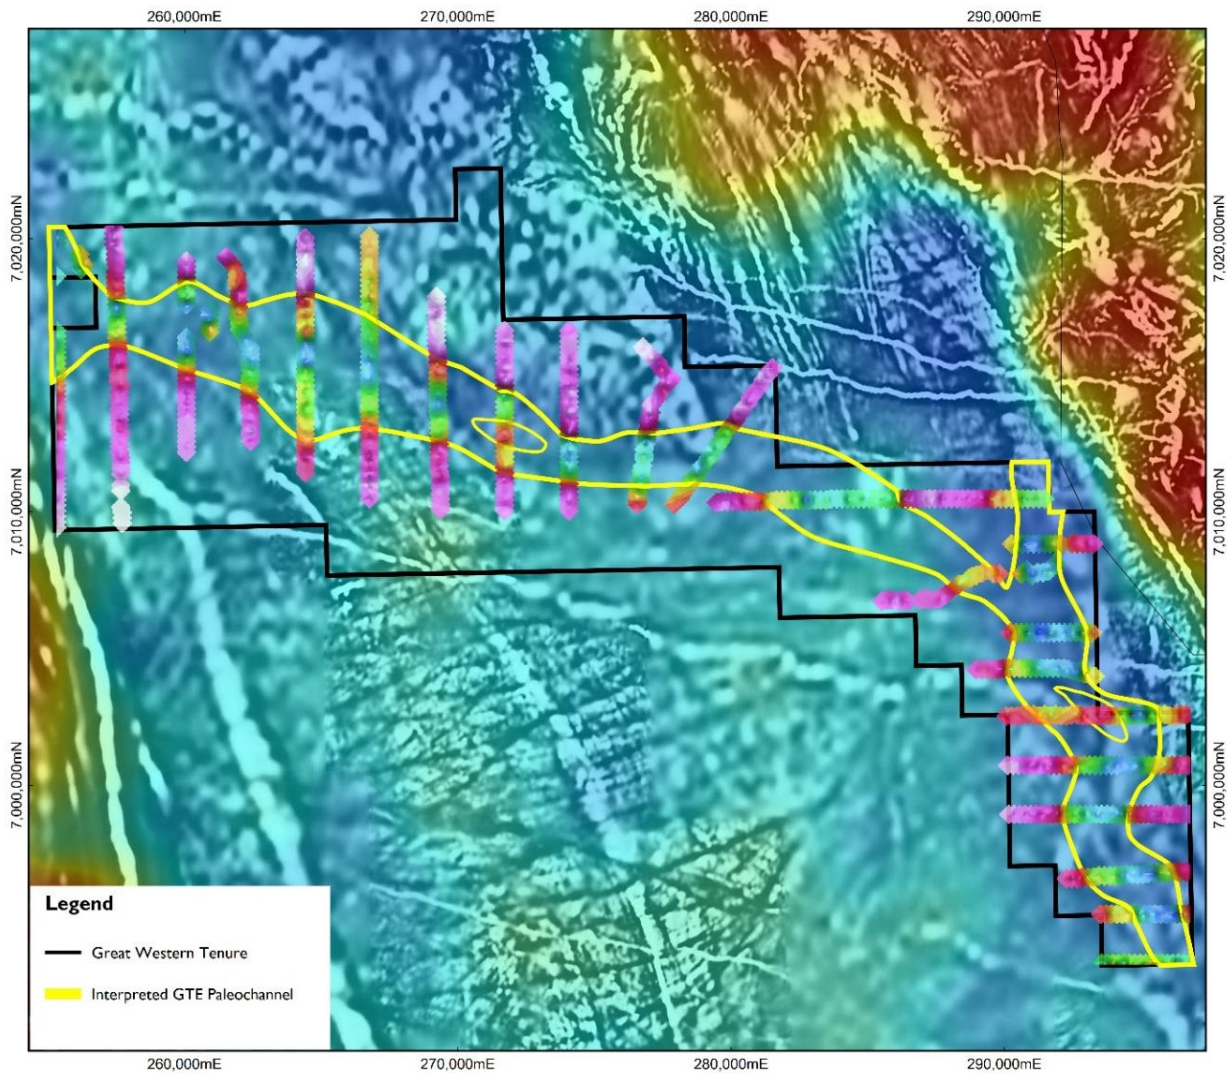 260,000mE 270,000mE 280,000mE 290,000mE
7,020,000mN 7,020,000mN
7,010,000mN 7,010,000mN
7,000,000mN 7,000,000mN
Legend
Great Western Tenure
Interpreted GTE Paleochannel
260,000mE 270,000mE 280,000mE 290,000mE